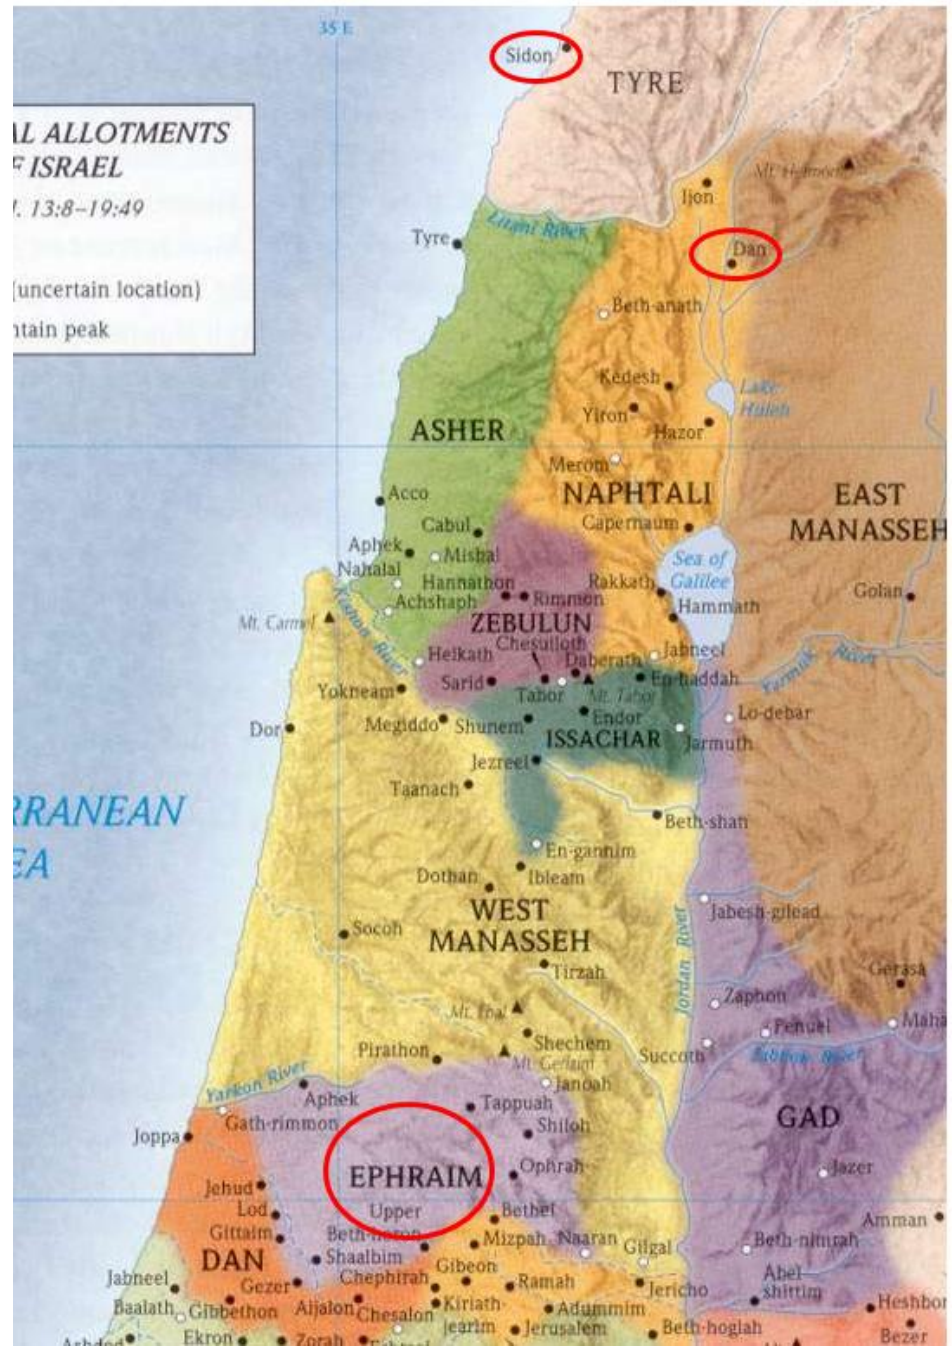 35 E
Sidon
TYRE
AL ALLOTMENTS
F ISRAEL
13:8–19:49
(uncertain location)
ntain peak
Mt. Hermon
Ijon
Litani River
Tyre
Dan
Beth-anath
Kedesh
Lake
Huleh
Yiron
Hazor
ASHER
Merom
NAPHTALI
EAST
MANASSEH
Acco
Cabul
Capernaum
Aphek
Mishal
Sea of
Galilee
Nahalal
Hannathon
Rakkath
Golan
Achshaph
Rimmon
Hammath
Mt. Carmel
Kishon River
ZEBULUN
Chesulloth
Jabneel
Helkath
Daberath
Yarmuk River
Sarid
Tabor
Mt. Tabor
En-haddah
Yokneam
Lo-debar
Dor
Megiddo
Shunem
Endor
ISSACHAR
Jarmuth
Jezreel
Taanach
RRANEAN
EA
Beth-shan
En-gannim
Dothan
Ibleam
WEST
MANASSEH
Jabesh-gilead
Socoh
Jordan River
Tirzah
Gerasa
Zaphon
Mt. Ebal
Penuel
Maha
Shechem
Succoth
Jabbok River
Pirathon
Mt. Gerizim
Janoah
Yarkon River
Aphek
Tappuah
Gath-rimmon
GAD
Joppa
Shiloh
EPHRAIM
Ophrah
Jazer
Jehud
Lod
Upper
Bethel
Amman
Gittaim
Beth-horon
Mizpah
Naaran
Gilgal
Beth-nimrah
DAN
Shaalbim
Gibeon
Jabneel
Gezer
Chephirah
Ramah
Jericho
Abel
shittim
Baalath
Gibbethon
Aijalon
Chesalon
Kiriath-
Jearim
Adummim
Heshbon
Ashdod
Ekron
Zorah
Jerusalem
Beth-hoglah
Bezer